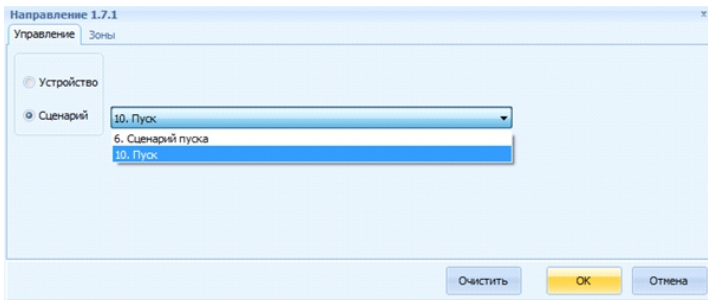 Направление 1.7.1
Управление Зоны
Устройство
Сценарий 10. Пуск
6. Сценарий пуска
10. Пуск
Очистить OK Отмена